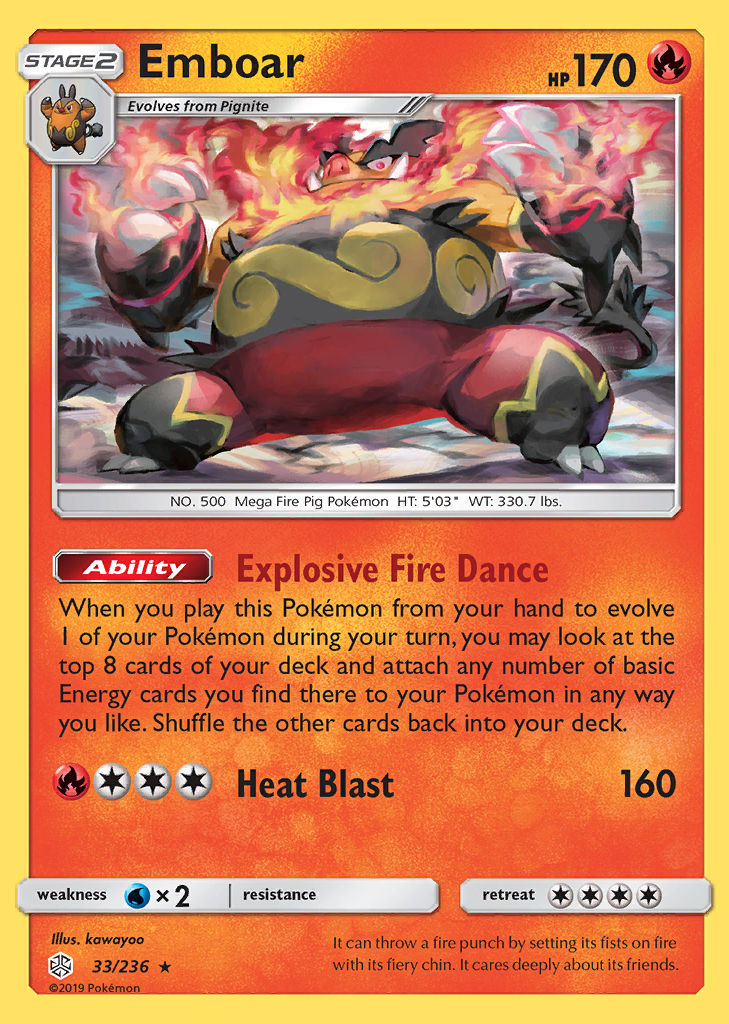 STAGE2 Emboar HP170
Evolves from Pignite
NO. 500 Mega Fire Pig Pokémon HT: 5'03" WT: 330.7 lbs.
Ability Explosive Fire Dance
When you play this Pokémon from your hand to evolve
1 of your Pokémon during your turn, you may look at the
top 8 cards of your deck and attach any number of basic
Energy cards you find there to your Pokémon in any way
you like. Shuffle the other cards back into your deck.
Heat Blast 160
weakness ×2 resistance retreat
Illus. kawayoo
33/236 ★
©2019 Pokémon
It can throw a fire punch by setting its fists on fire
with its fiery chin. It cares deeply about its friends.